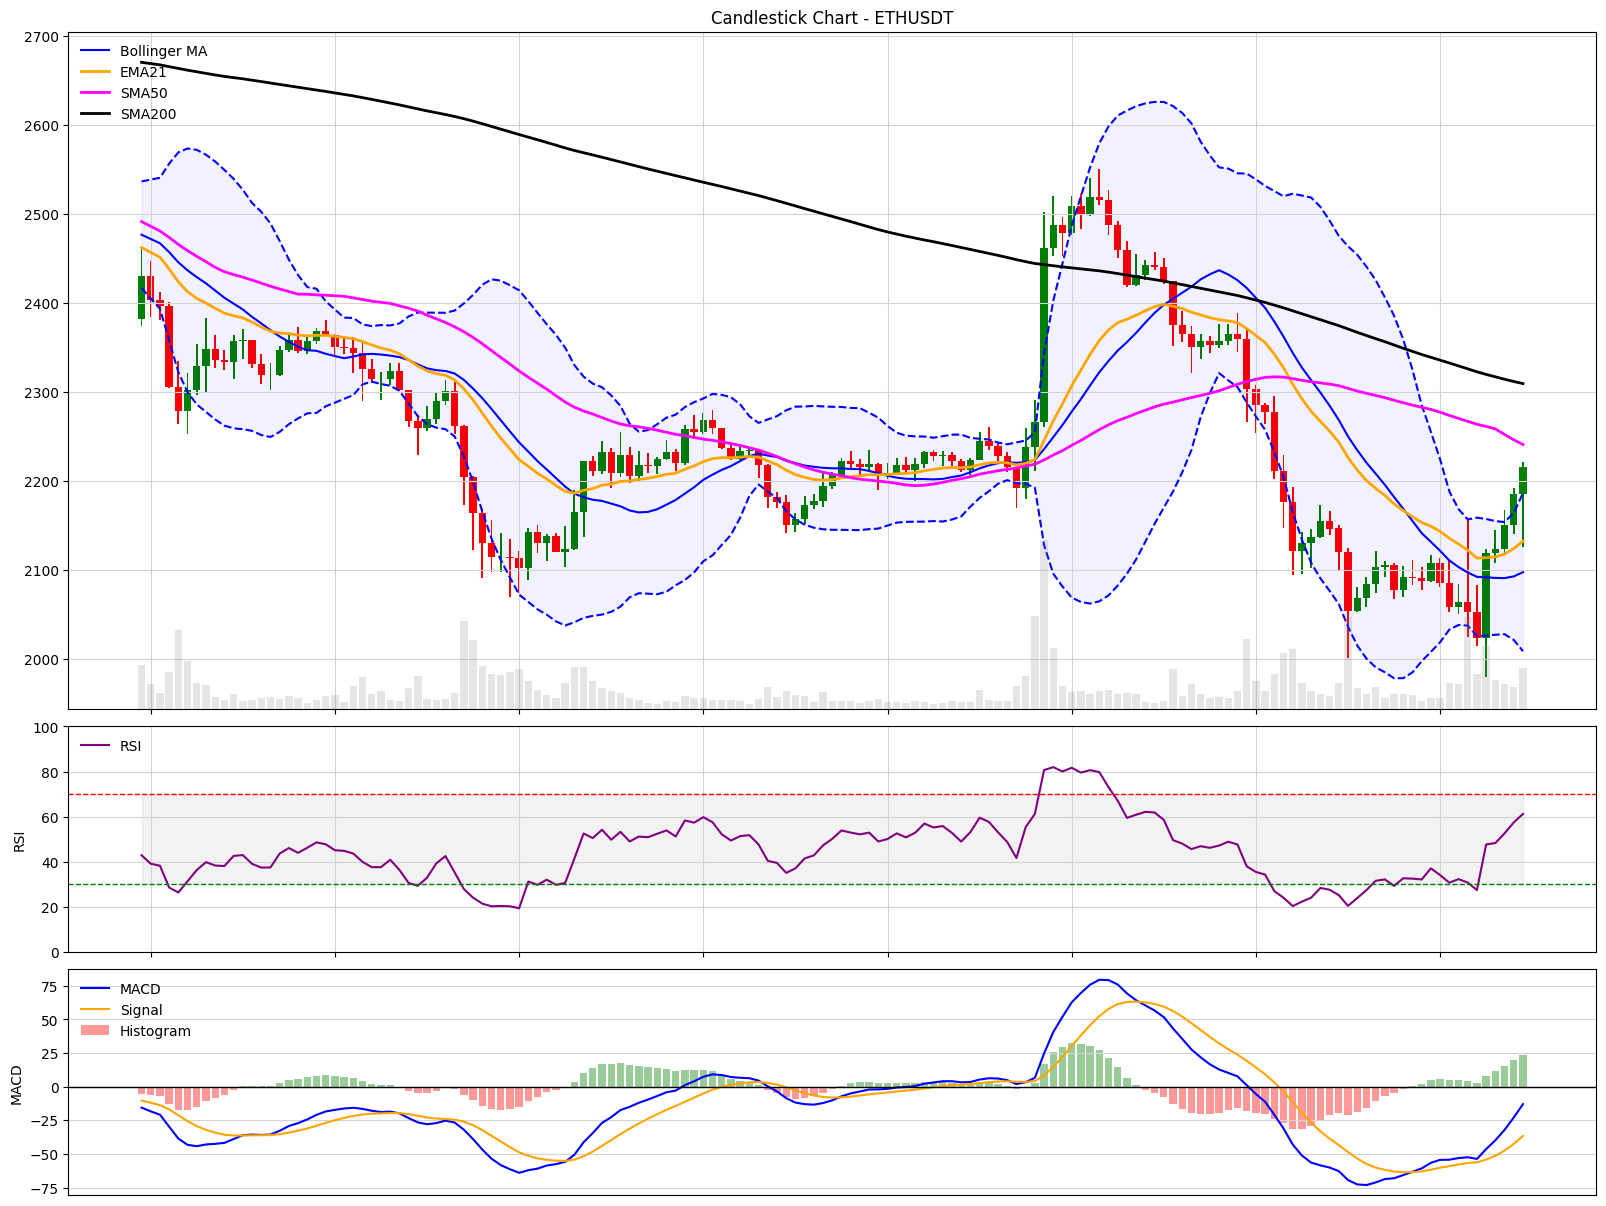 Candlestick Chart - ETHUSDT
2700
2600
2500
2400
2300
2200
2100
2000
Bollinger MA
EMA21
SMA50
SMA200
100
80
60
40
20
0
RSI
RSI
75
50
25
0
−25
−50
−75
MACD
MACD
Signal
Histogram